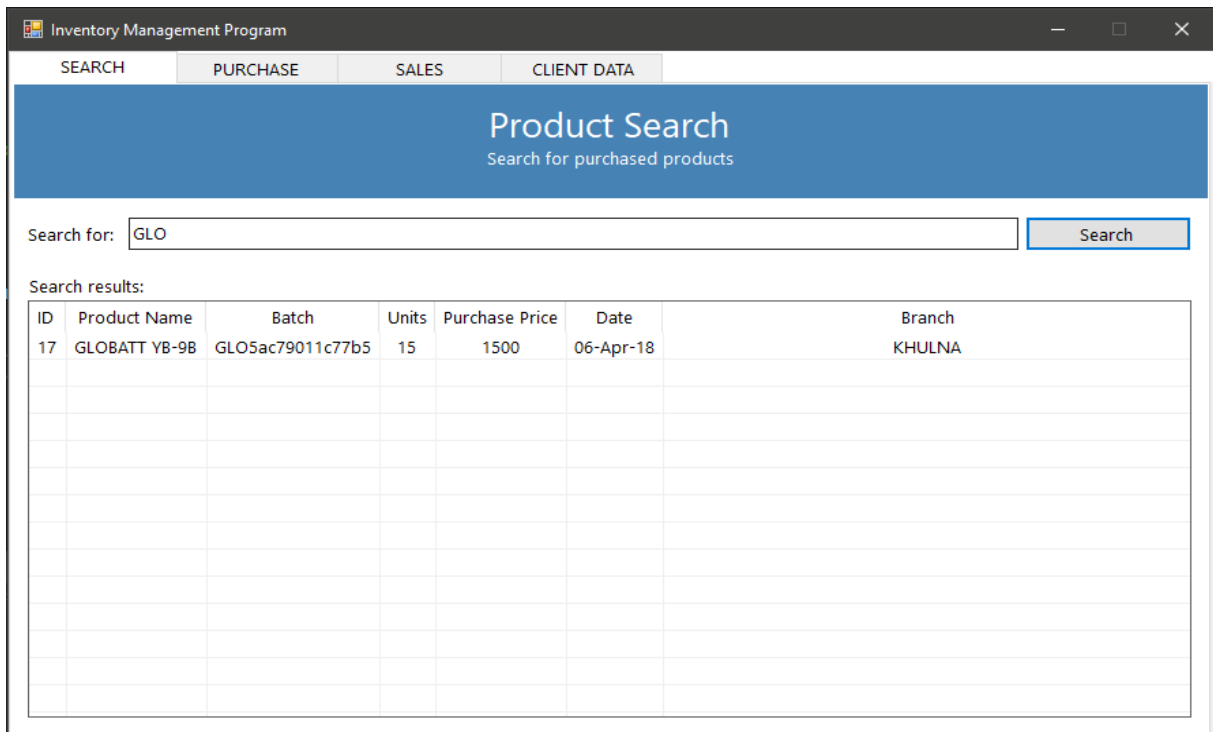 Inventory Management Program
SEARCH PURCHASE SALES CLIENT DATA
Product Search
Search for purchased products
Search for: GLO Search
Search results:
ID Product Name Batch Units Purchase Price Date Branch
17 GLOBATT YB-9B GLO5ac79011c77b5 15 1500 06-Apr-18 KHULNA